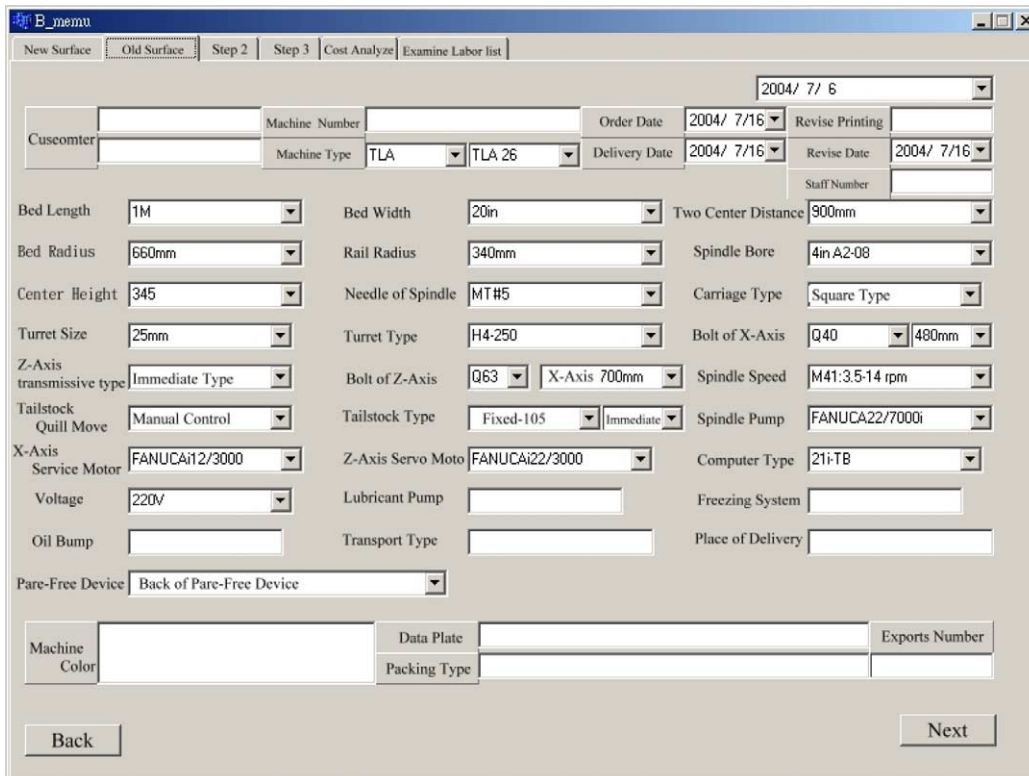 B_memu
New Surface Old Surface Step 2 Step 3 Cost Analyze Examine Labor list
2004/ 7/ 6
Cuseomter Machine Number Order Date 2004/ 7/16 Revise Printing
Machine Type TLA TLA 26 Delivery Date 2004/ 7/16 Revise Date 2004/ 7/16
Staff Number
Bed Length 1M Bed Width 20in Two Center Distance 900mm
Bed Radius 660mm Rail Radius 340mm Spindle Bore 4in A2-08
Center Height 345 Needle of Spindle MT#5 Carriage Type Square Type
Turret Size 25mm Turret Type H4-250 Bolt of X-Axis Q40 480mm
Z-Axis
transmissive type Immediate Type Bolt of Z-Axis Q63 X-Axis 700mm Spindle Speed M41:3.5-14 rpm
Tailstock
Quill Move Manual Control Tailstock Type Fixed-105 Immediate Spindle Pump FANUCA22/7000i
X-Axis
Service Motor FANUCAi12/3000 Z-Axis Servo Moto FANUCAi22/3000 Computer Type 21i-TB
Voltage 220V Lubricant Pump Freezing System
Oil Bump Transport Type Place of Delivery
Pare-Free Device Back of Pare-Free Device
Machine
Color
Data Plate Exports Number
Packing Type
Back Next